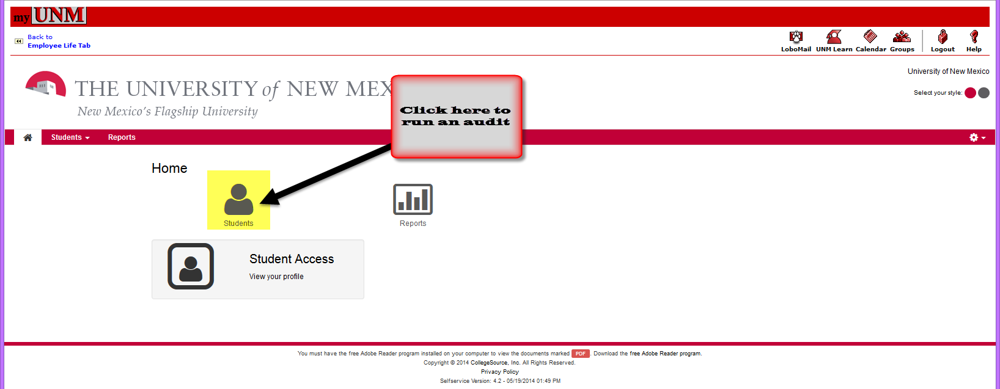 my UNM
Back to
Employee Life Tab
LoboMail UNM Learn Calendar Groups Logout Help
University of New Mexico
THE UNIVERSITY of NEW MEX
New Mexico's Flagship University
Select your style:
Click here to
run an audit
Students Reports
Home
Students
Reports
Student Access
View your profile
You must have the free Adobe Reader program installed on your computer to view the documents marked PDF. Download the free Adobe Reader program.
Copyright © 2014 CollegeSource, Inc. All Rights Reserved.
Privacy Policy
Selfservice Version: 4.2 - 05/19/2014 01:49 PM